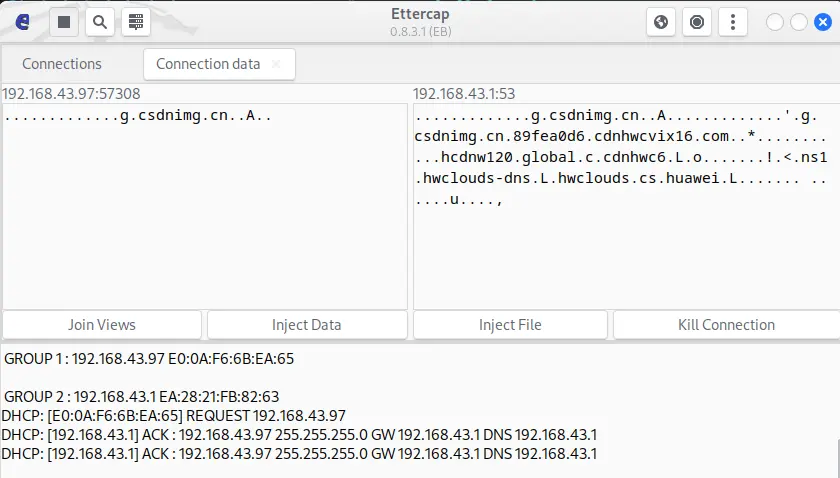 Ettercap
0.8.3.1 (EB)
Connections
Connection data
192.168.43.97:57308
192.168.43.1:53
.............g.csdnimg.cn..A..
.............g.csdnimg.cn..A.............'.g.
csdnimg.cn.89fea0d6.cdnhwcvix16.com..*........
...hcdnw120.global.c.cdnhwc6.L.o.......!.<.ns1
.hwclouds-dns.L.hwclouds.cs.huawei.L....... ..
....u....,
Join Views
Inject Data
Inject File
Kill Connection
GROUP 1 : 192.168.43.97 E0:0A:F6:6B:EA:65
GROUP 2 : 192.168.43.1 EA:28:21:FB:82:63
DHCP: [E0:0A:F6:6B:EA:65] REQUEST 192.168.43.97
DHCP: [192.168.43.1] ACK : 192.168.43.97 255.255.255.0 GW 192.168.43.1 DNS 192.168.43.1
DHCP: [192.168.43.1] ACK : 192.168.43.97 255.255.255.0 GW 192.168.43.1 DNS 192.168.43.1